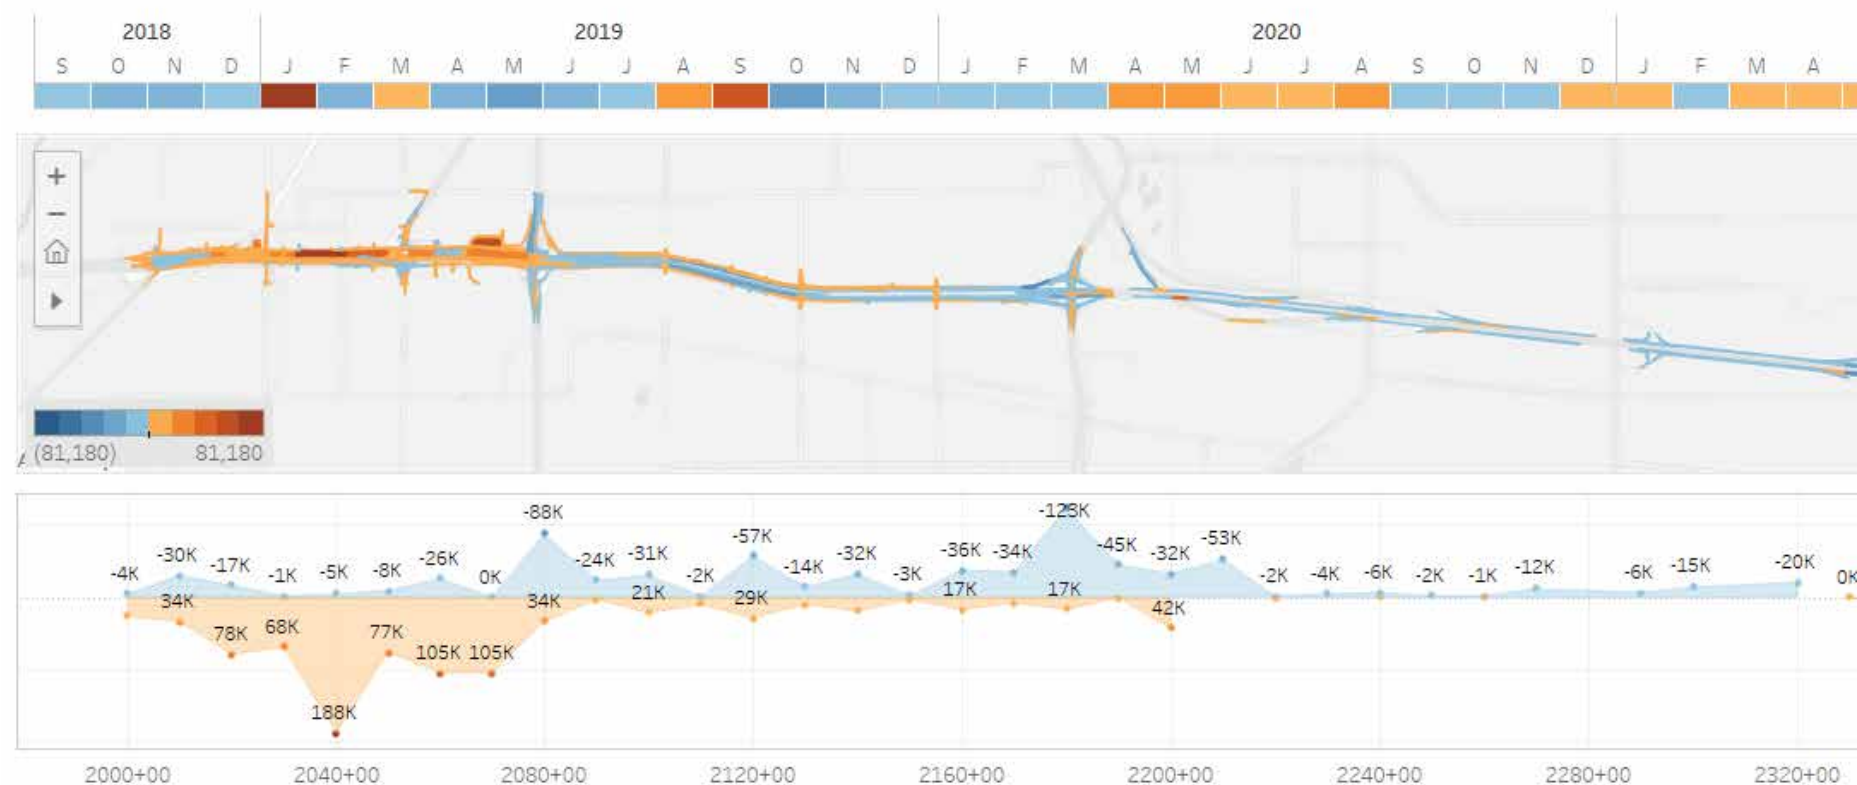 2018 2019 2020
S O N D J F M A M J J A S O N D J F M A M J J A S O N D J F M A
+
−
(81,180) 81,180
-4K -30K -17K -1K -5K -8K -26K 0K -88K -24K -31K -2K -57K -14K -32K -3K -36K -34K -123K -45K -32K -53K -2K -4K -6K -2K -1K -12K -6K -15K -20K 0K
34K 78K 68K 188K 77K 105K 105K 34K 21K 29K 17K 17K 42K
2000+00 2040+00 2080+00 2120+00 2160+00 2200+00 2240+00 2280+00 2320+00